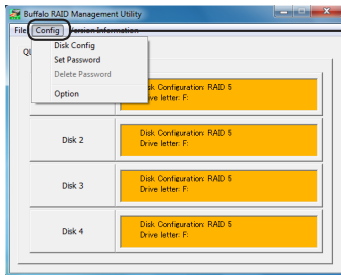 Buffalo RAID Management Utility
File Config Version Information
Disk Config
Set Password
Delete Password
Option
Disk Configuration: RAID 5
Drive letter: F:
Disk 2
Disk Configuration: RAID 5
Drive letter: F:
Disk 3
Disk Configuration: RAID 5
Drive letter: F:
Disk 4
Disk Configuration: RAID 5
Drive letter: F: